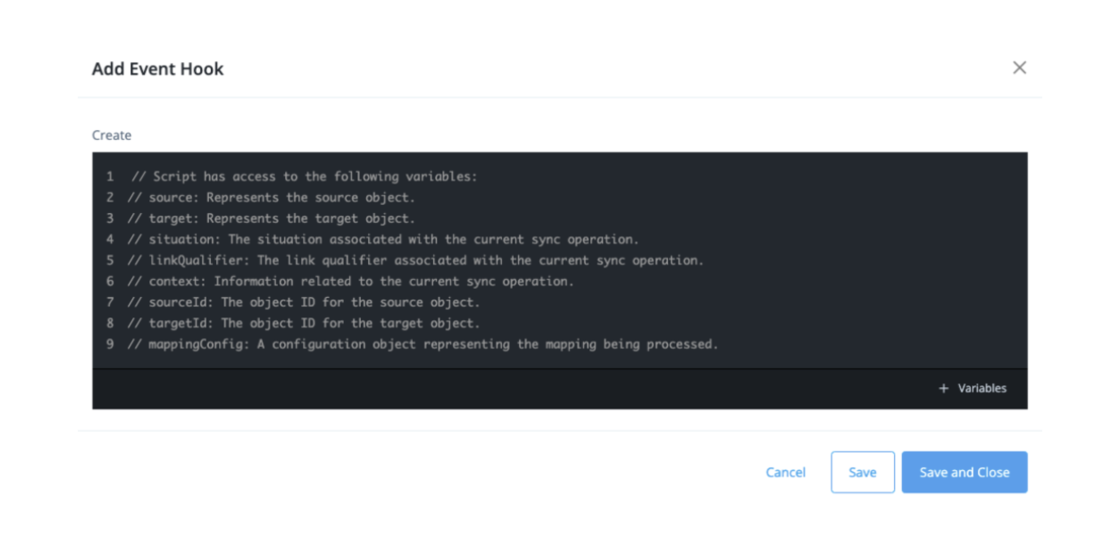 Add Event Hook
Create
1 // Script has access to the following variables:
2 // source: Represents the source object.
3 // target: Represents the target object.
4 // situation: The situation associated with the current sync operation.
5 // linkQualifier: The link qualifier associated with the current sync operation.
6 // context: Information related to the current sync operation.
7 // sourceId: The object ID for the source object.
8 // targetId: The object ID for the target object.
9 // mappingConfig: A configuration object representing the mapping being processed.
+ Variables
Cancel Save Save and Close